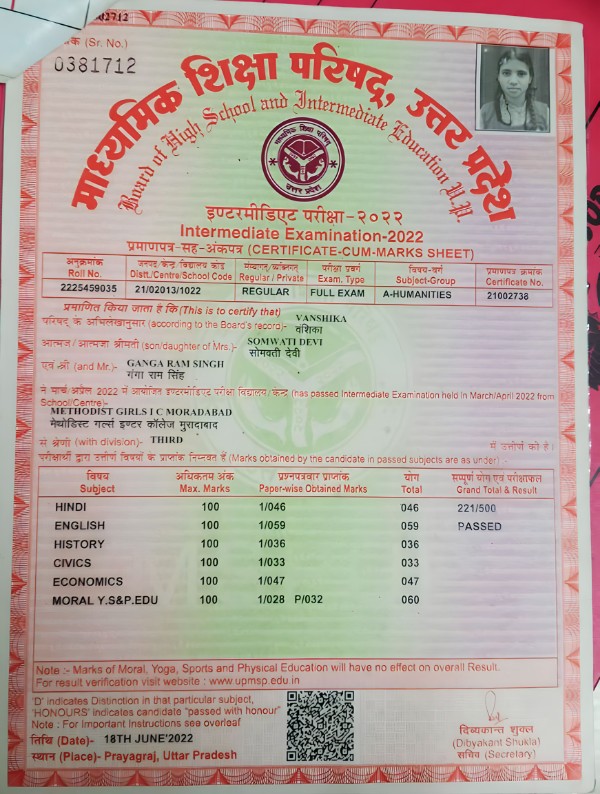 02712
क (Sr. No.)
0381712
माध्यमिक शिक्षा परिषद्, उत्तर प्रदेश
Board of High School and Intermediate Education U.P.
माध्यमिक शिक्षा परिषद
उत्तर प्रदेश
इण्टरमीडिएट परीक्षा-२०२२
Intermediate Examination-2022
प्रमाणपत्र-सह-अंकपत्र (CERTIFICATE-CUM-MARKS SHEET)
अनुक्रमांक जनपद/केन्द्र/विद्यालय कोड संस्थागत/व्यक्तिगत परीक्षा प्रकार विषय-वर्ग प्रमाणपत्र क्रमांक
Roll No. Distt./Centre/School Code Regular / Private Exam. Type Subject-Group Certificate No.
2225459035 21/02013/1022 REGULAR FULL EXAM A-HUMANITIES 21002738
प्रमाणित किया जाता है कि (This is to certify that)
VANSHIKA
परिषद् के अभिलेखानुसार (according to the Board's record)-
वंशिका
SOMWATI DEVI
आत्मज/आत्मजा श्रीमती (son/daughter of Mrs.)-
सोमवती देवी
एवं श्री (and Mr.)- GANGA RAM SINGH
गंगा राम सिंह
ने मार्च अप्रैल 2022 में आयोजित इण्टरमीडिएट परीक्षा विद्यालय/केन्द्र (has passed Intermediate Examination held in March/April 2022 from
School/Centre)-
METHODIST GIRLS I C MORADABAD
मेथोडिस्ट गर्ल्स इण्टर कॉलेज मुरादाबाद
से श्रेणी (with division)- THIRD में उत्तीर्ण की है।
परीक्षार्थी द्वारा उत्तीर्ण विषयों के प्राप्तांक निम्नवत हैं (Marks obtained by the candidate in passed subjects are as under) :-
विषय अधिकतम अंक प्रश्नपत्रवार प्राप्तांक योग सम्पूर्ण योग एवं परीक्षाफल
Subject Max. Marks Paper-wise Obtained Marks Total Grand Total & Result
HINDI 100 1/046 046 221/500
ENGLISH 100 1/059 059 PASSED
HISTORY 100 1/036 036
CIVICS 100 1/033 033
ECONOMICS 100 1/047 047
MORAL Y.S&P.EDU 100 1/028 P/032 060
Note :- Marks of Moral, Yoga, Sports and Physical Education will have no effect on overall Result.
For result verification visit website : www.upmsp.edu.in
'D' indicates Distinction in that particular subject,
'HONOURS' indicates candidate "passed with honour"
Note : For Important Instructions see overleaf
तिथि (Date)- 18TH JUNE'2022
स्थान (Place)- Prayagraj, Uttar Pradesh
दिव्यकान्त शुक्ल
(Dibyakant Shukla)
सचिव (Secretary)